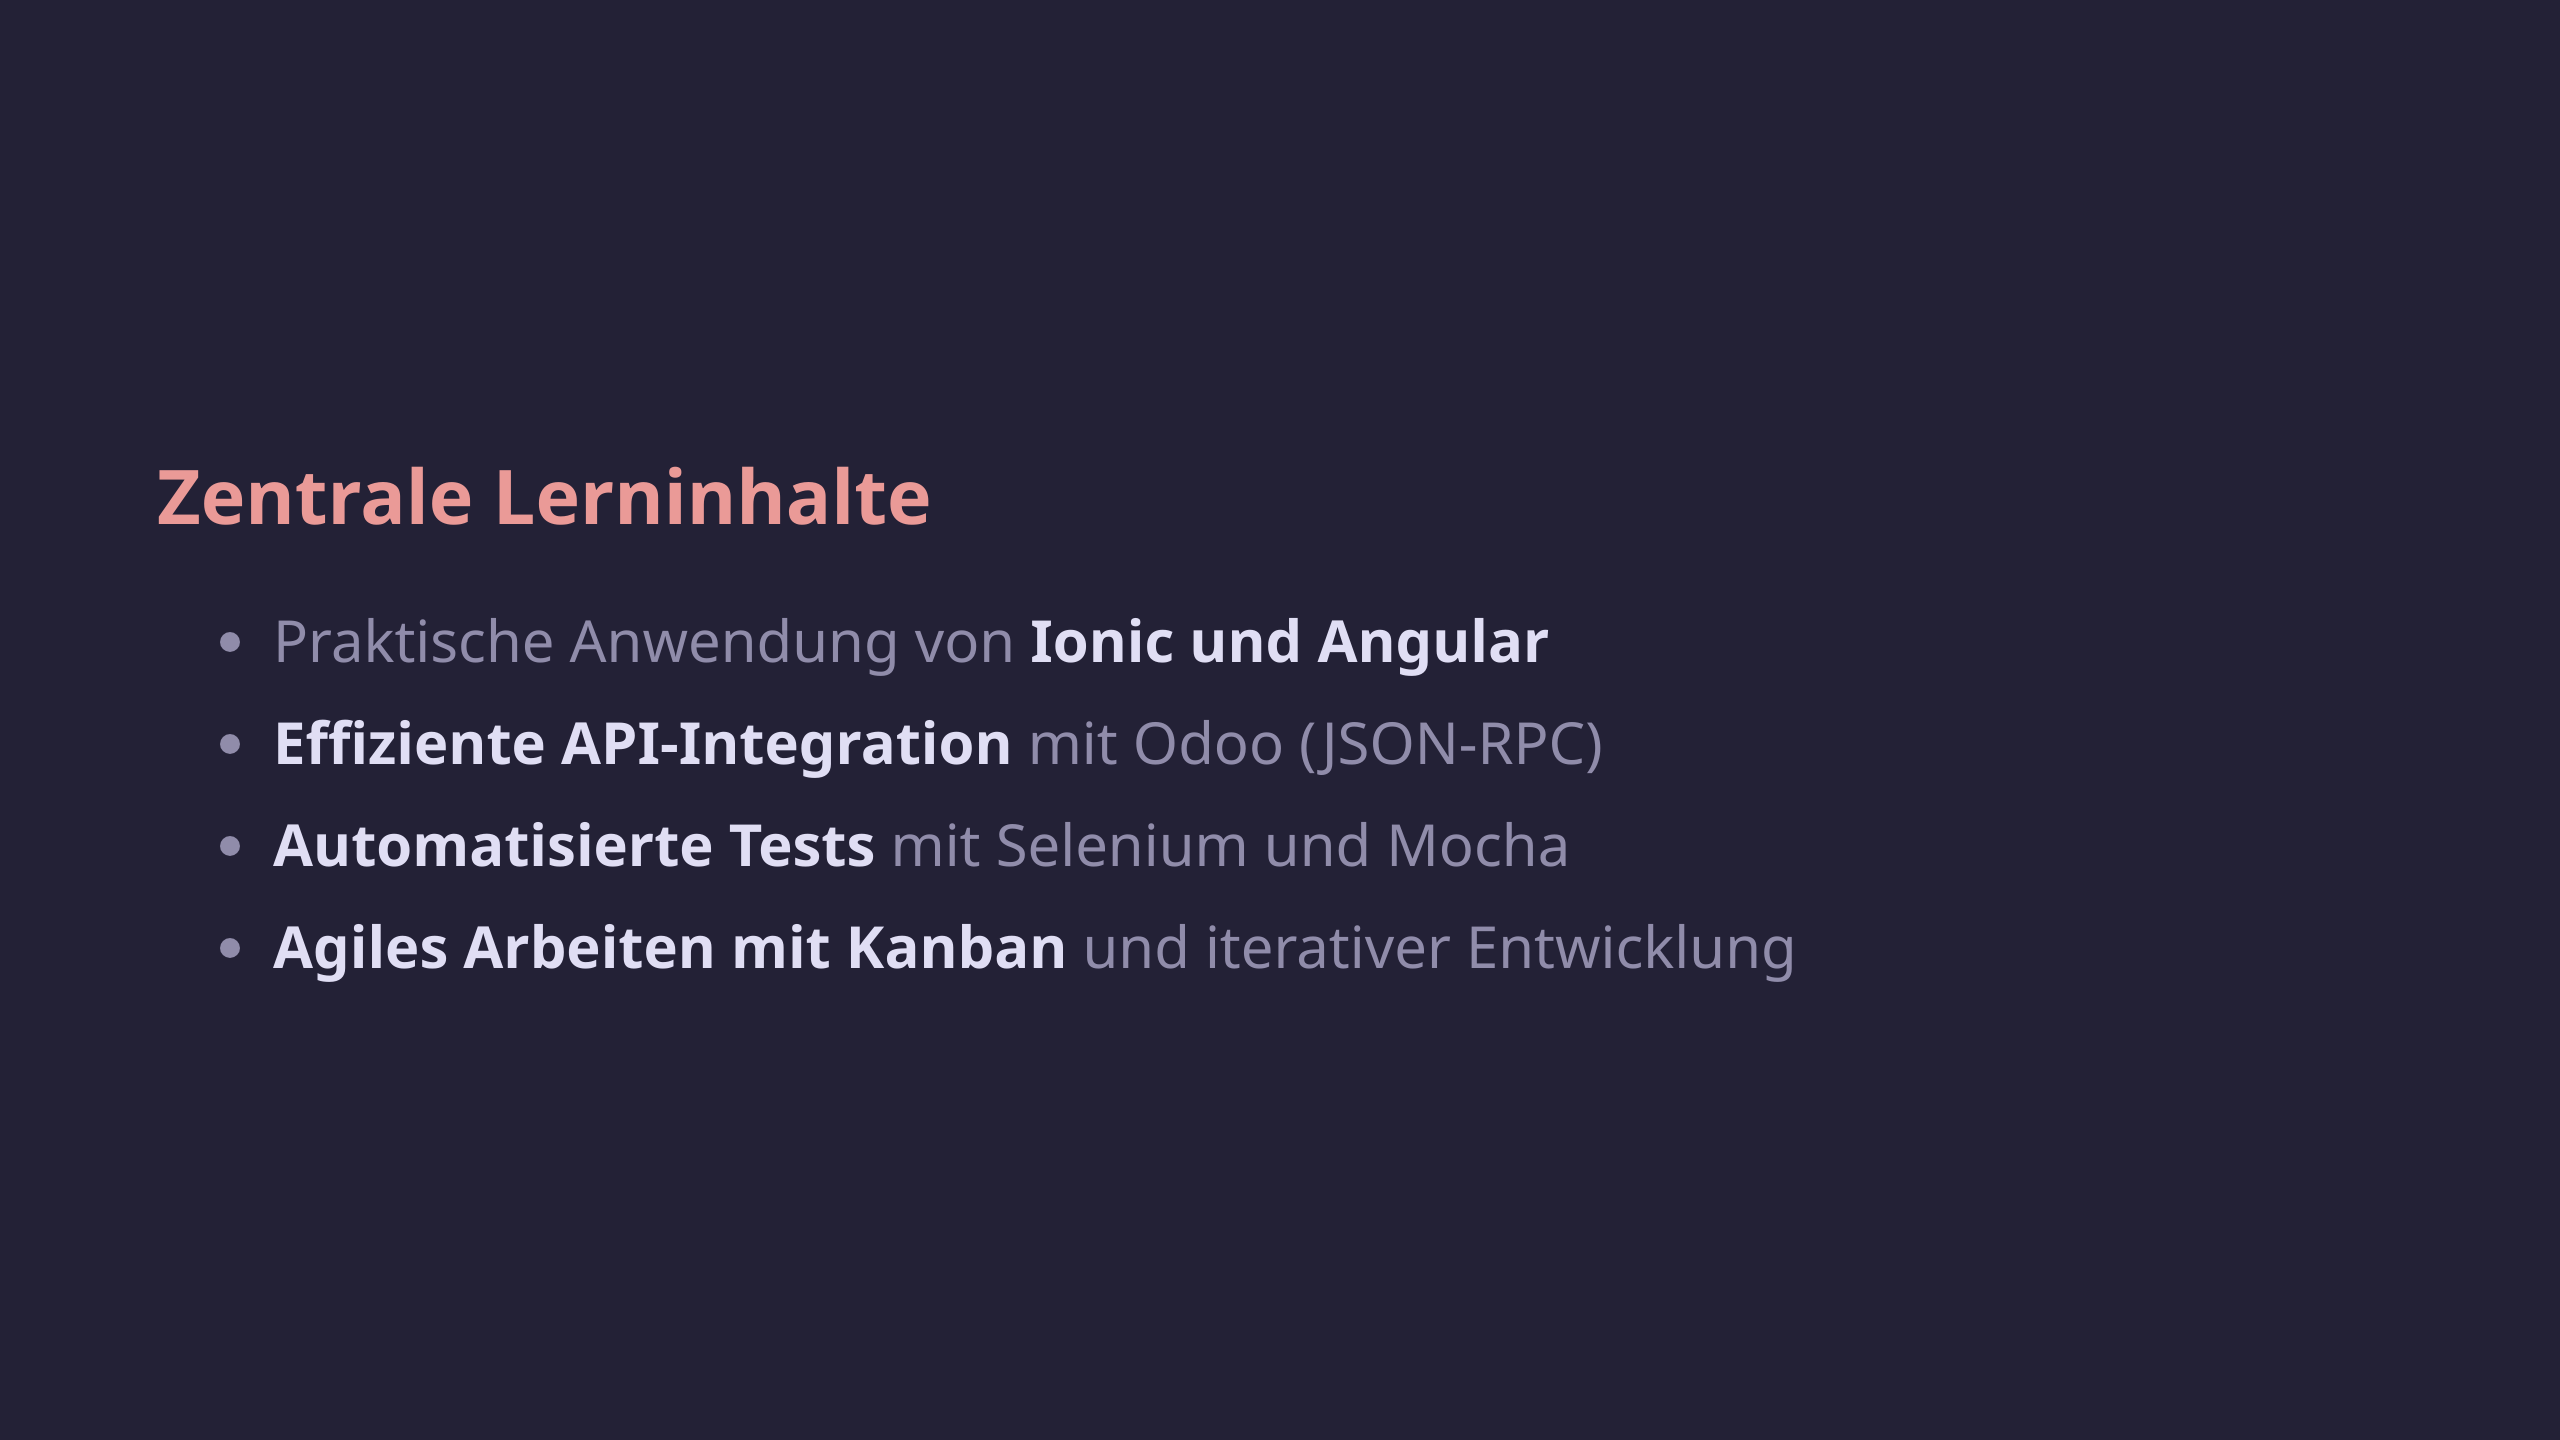 Zentrale Lerninhalte
• Praktische Anwendung von Ionic und Angular
• Effiziente API-Integration mit Odoo (JSON-RPC)
• Automatisierte Tests mit Selenium und Mocha
• Agiles Arbeiten mit Kanban und iterativer Entwicklung